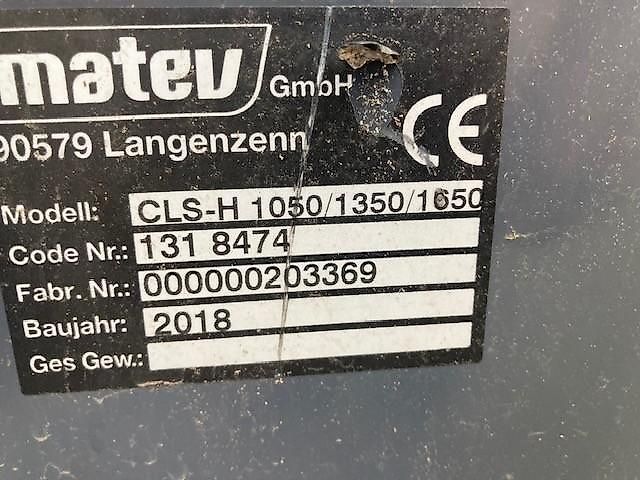 matev GmbH
CE
90579 Langenzenn
Modell: CLS-H 1050/1350/1650
Code Nr.: 131 8474
Fabr. Nr.: 000000203369
Baujahr: 2018
Ges Gew.: